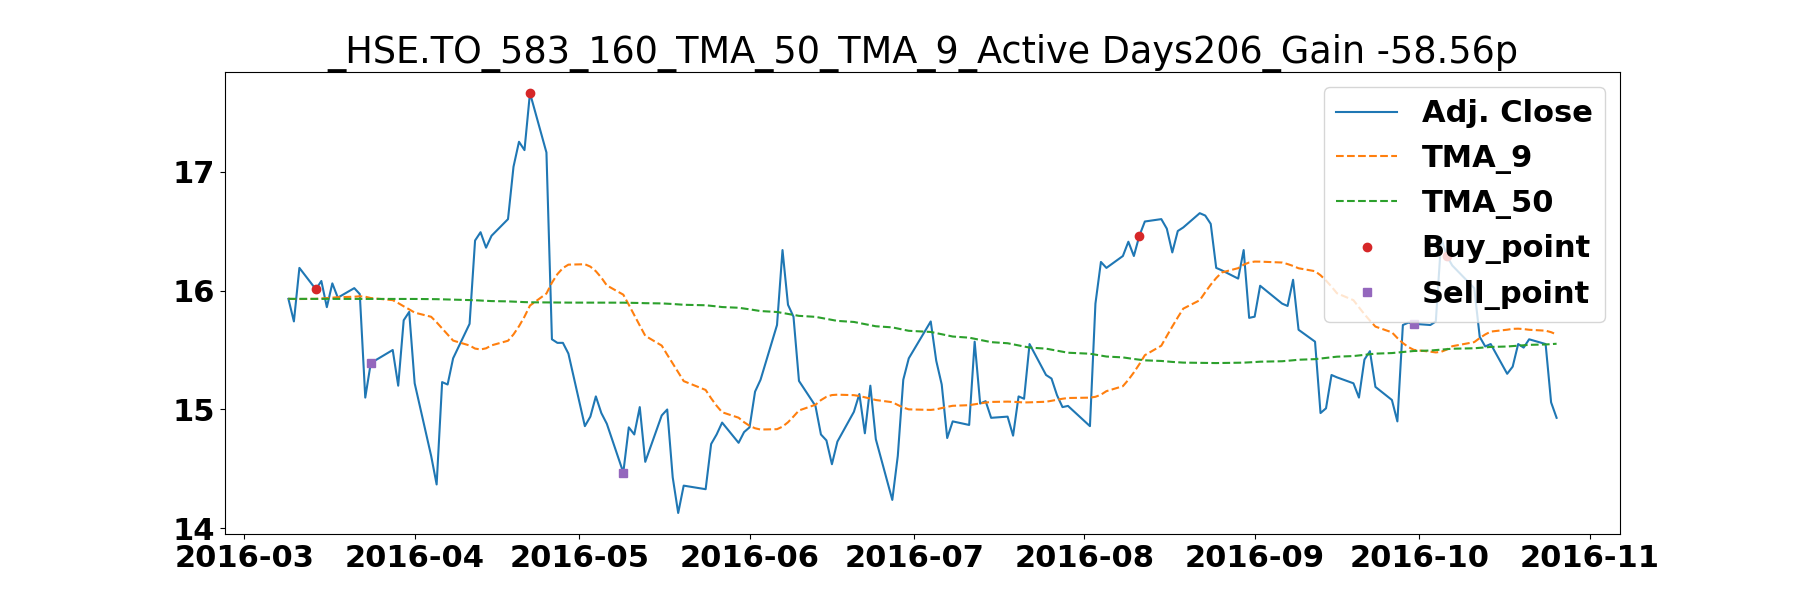 _HSE.TO_583_160_TMA_50_TMA_9_Active Days206_Gain -58.56p
Adj. Close
TMA_9
TMA_50
Buy_point
Sell_point
17
16
15
14
2016-03 2016-04 2016-05 2016-06 2016-07 2016-08 2016-09 2016-10 2016-11